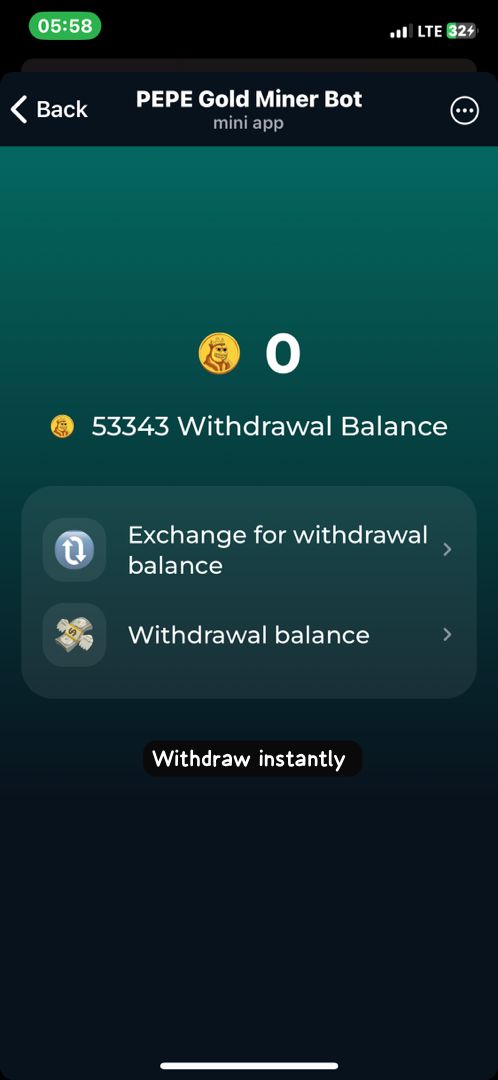 05:58
LTE 32
Back
PEPE Gold Miner Bot
mini app
0
53343 Withdrawal Balance
Exchange for withdrawal
balance
Withdrawal balance
Withdraw instantly